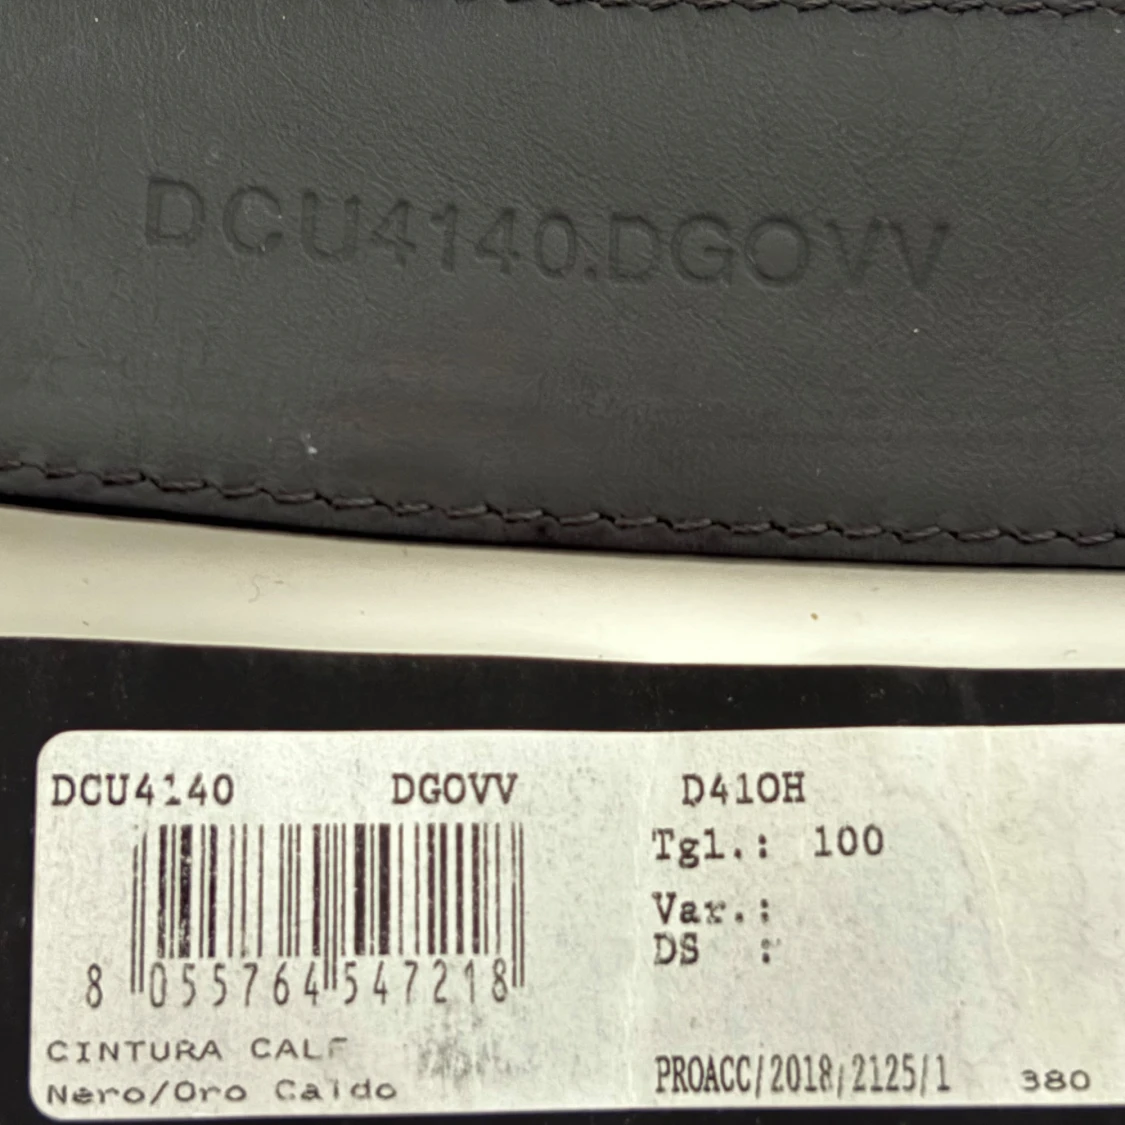 DCU4140.DGOVV
DCU4140 DGOVV D41OH
Tgl.: 100
Var.:
DS :
8 055764 547218
CINTURA CALF
Nero/Oro Caldo
PROACC/2018/2125/1 380